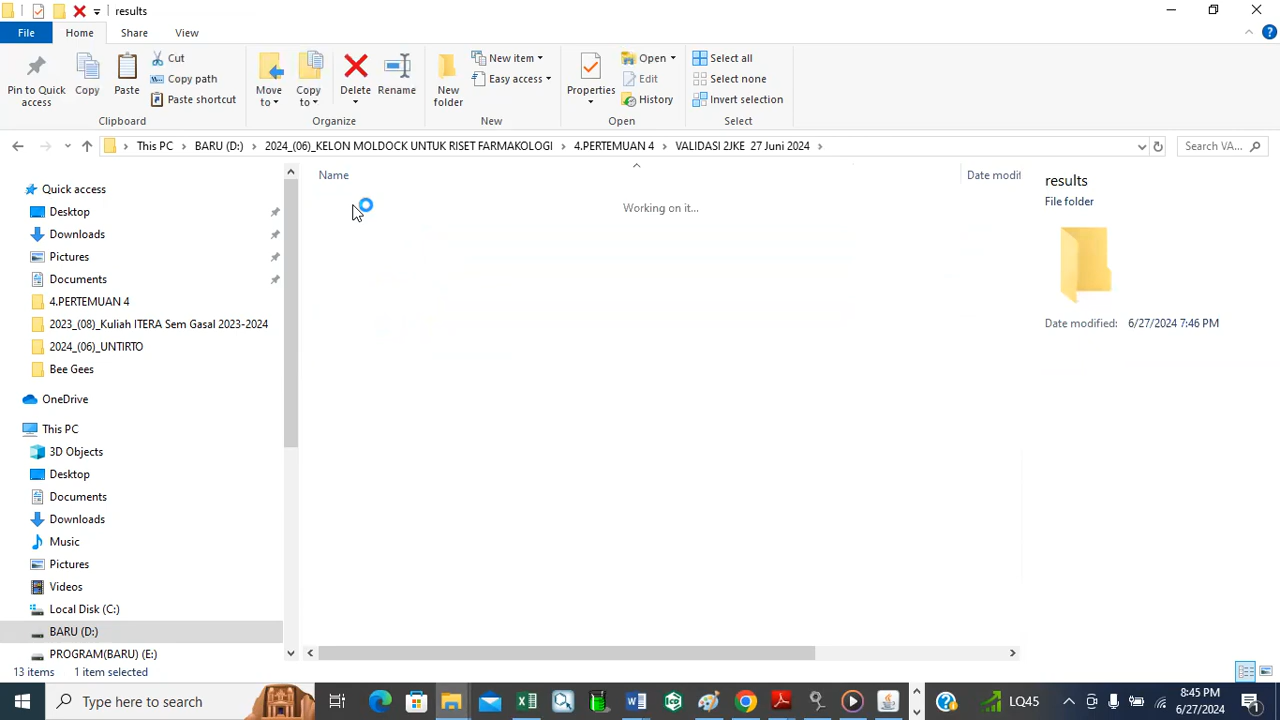 results
File
Home
Share
View
Pin to Quick access
Copy
Paste
Cut
Copy path
Paste shortcut
Clipboard
Move to
Copy to
Delete
Rename
Organize
New folder
New item
Easy access
New
Properties
Open
Edit
History
Open
Select all
Select none
Invert selection
Select
This PC
BARU (D:)
2024_(06)_KELON MOLDOCK UNTUK RISET FARMAKOLOGI
4.PERTEMUAN 4
VALIDASI 2JKE 27 Juni 2024
Search VA...
Name
Date modif
Working on it...
results
File folder
Date modified:
6/27/2024 7:46 PM
Quick access
Desktop
Downloads
Pictures
Documents
4.PERTEMUAN 4
2023_(08)_Kuliah ITERA Sem Gasal 2023-2024
2024_(06)_UNTIRTO
Bee Gees
OneDrive
This PC
3D Objects
Desktop
Documents
Downloads
Music
Pictures
Videos
Local Disk (C:)
BARU (D:)
PROGRAM(BARU) (E:)
13 items
1 item selected
Type here to search
LQ45
8:45 PM
6/27/2024